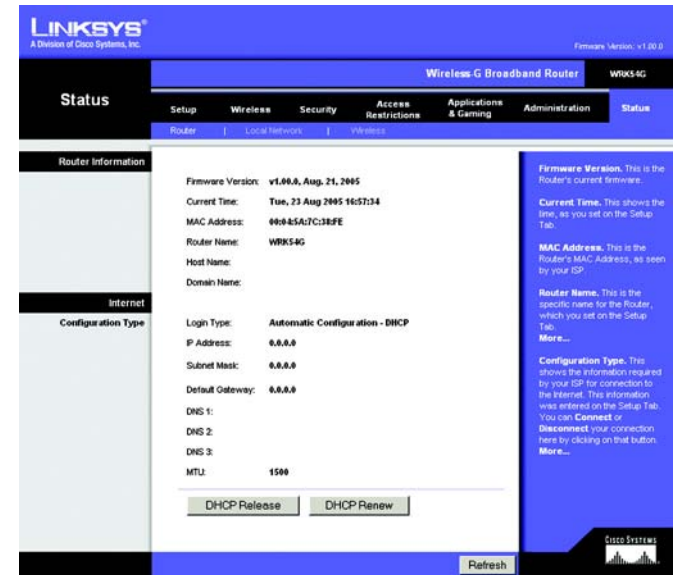 LINKSYS®
A Division of Cisco Systems, Inc.
Firmware Version: v1.00.0
Wireless-G Broadband Router
WRK54G
Status
Setup
Wireless
Security
Access
Restrictions
Applications
& Gaming
Administration
Status
Router | Local Network | Wireless
Router Information
Firmware Version: v1.00.0, Aug. 21, 2005
Current Time: Tue, 23 Aug 2005 16:57:34
MAC Address: 00:04:5A:7C:38:FE
Router Name: WRK54G
Host Name:
Domain Name:
Internet
Configuration Type
Login Type: Automatic Configuration - DHCP
IP Address: 0.0.0.0
Subnet Mask: 0.0.0.0
Default Gateway: 0.0.0.0
DNS 1:
DNS 2:
DNS 3:
MTU: 1500
DHCP Release
DHCP Renew
Firmware Version. This is the
Router's current firmware.
Current Time. This shows the
time, as you set on the Setup
Tab.
MAC Address. This is the
Router's MAC Address, as seen
by your ISP.
Router Name. This is the
specific name for the Router,
which you set on the Setup
Tab.
More...
Configuration Type. This
shows the information required
by your ISP for connection to
the Internet. This information
was entered on the Setup Tab.
You can Connect or
Disconnect your connection
here by clicking on that button.
More...
Refresh
CISCO SYSTEMS